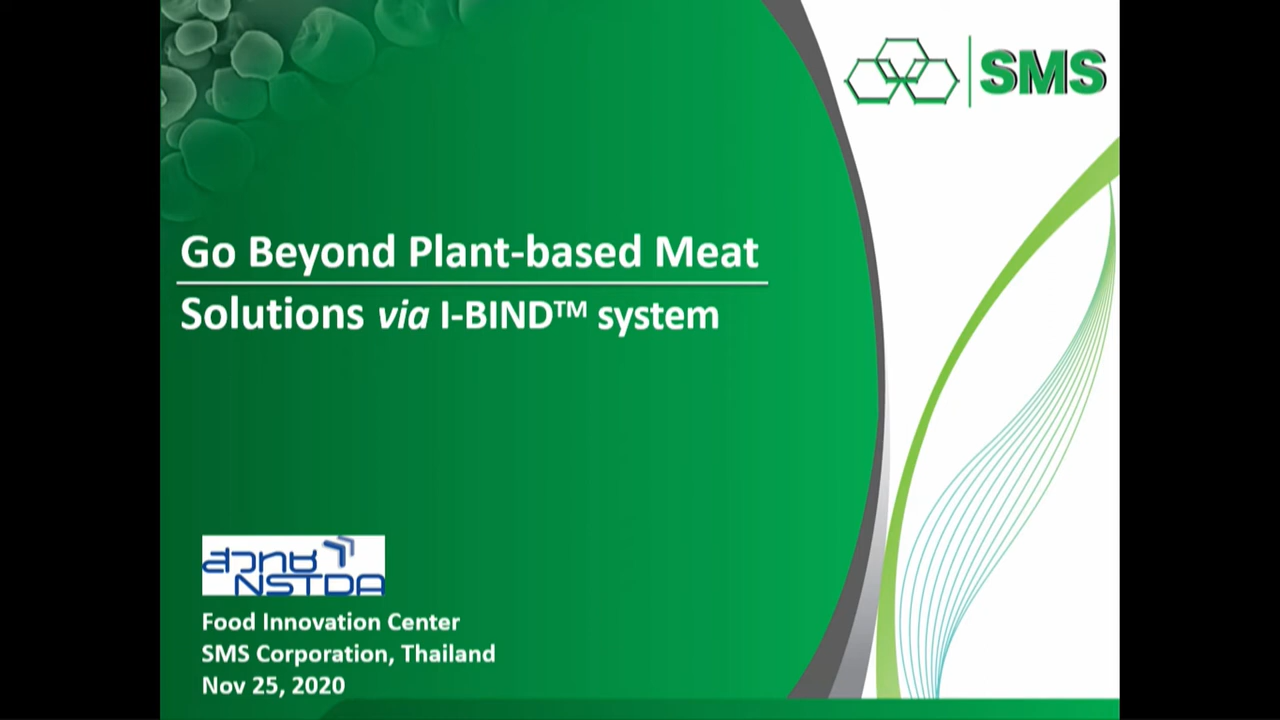 SMS
Go Beyond Plant-based Meat
Solutions via I-BIND™ system
สวทช
NSTDA
Food Innovation Center
SMS Corporation, Thailand
Nov 25, 2020